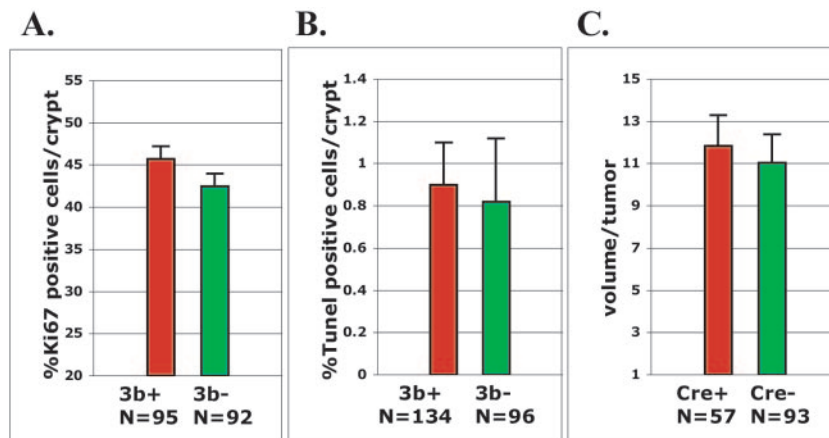 A.
%Ki67 positive cells/crypt
55
50
45
40
35
30
25
20
3b+ 3b-
N=95 N=92
B.
%Tunel positive cells/crypt
1.4
1.2
1
0.8
0.6
0.4
0.2
0
3b+ 3b-
N=134 N=96
C.
volume/tumor
15
13
11
9
7
5
3
1
Cre+ Cre-
N=57 N=93